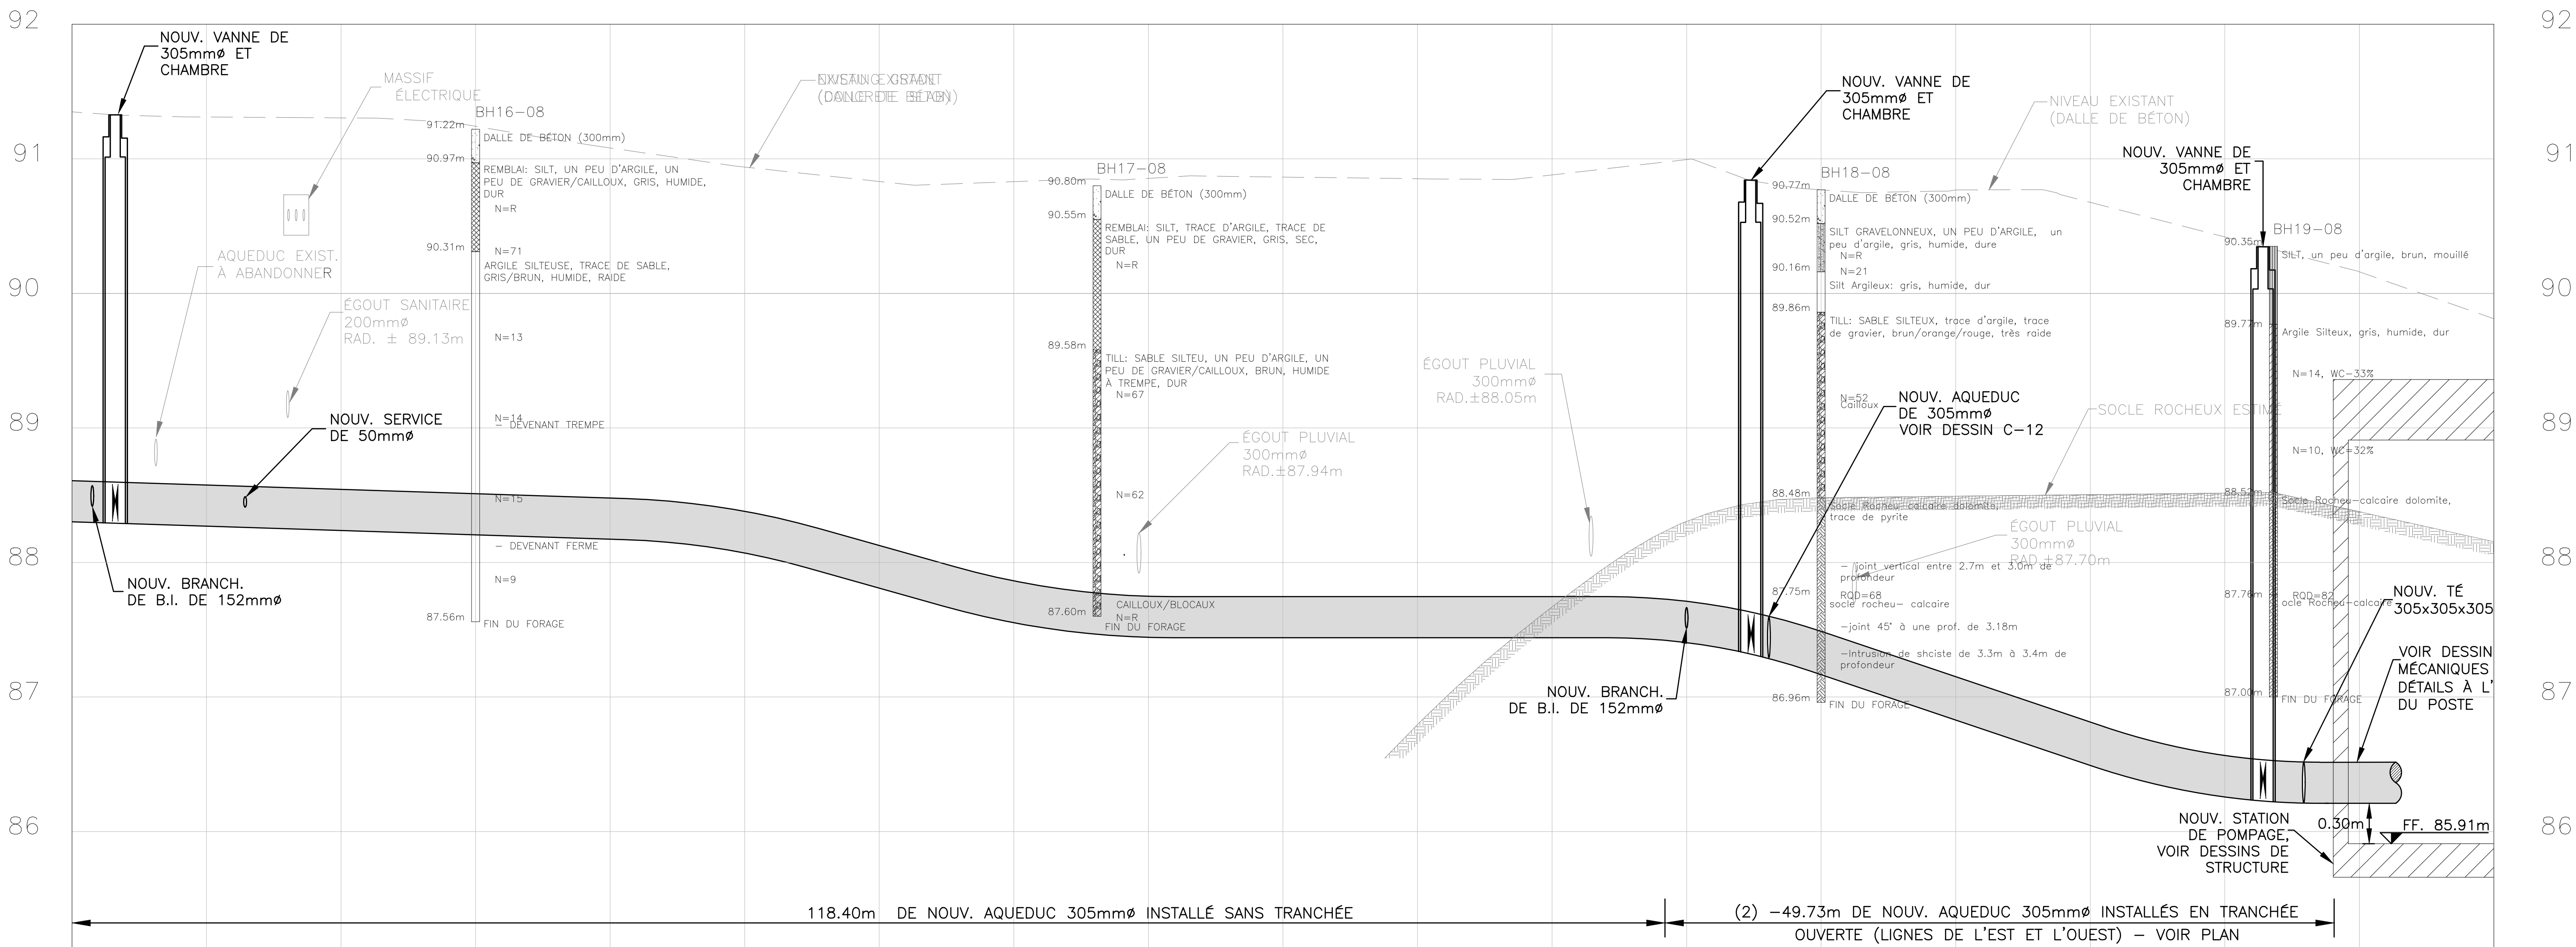 92
91
90
89
88
87
86
NOUV. VANNE DE
305mmø ET
CHAMBRE
MASSIF
ÉLECTRIQUE
AQUEDUC EXIST.
À ABANDONNER
ÉGOUT SANITAIRE
200mmø
RAD. ± 89.13m
NOUV. SERVICE
DE 50mmø
NOUV. BRANCH.
DE B.I. DE 152mmø
BH16-08
91.22m
DALLE DE BÉTON (300mm)
90.97m
REMBLAI: SILT, UN PEU D'ARGILE, UN
PEU DE GRAVIER/CAILLOUX, GRIS, HUMIDE,
DUR
N=R
90.31m
N=71
ARGILE SILTEUSE, TRACE DE SABLE,
GRIS/BRUN, HUMIDE, RAIDE
N=13
N=14
- DEVENANT TREMPE
N=15
- DEVENANT FERME
N=9
87.56m
FIN DU FORAGE
BH17-08
90.80m
DALLE DE BÉTON (300mm)
90.55m
REMBLAI: SILT, TRACE D'ARGILE, TRACE DE
SABLE, UN PEU DE GRAVIER, GRIS, SEC,
DUR
N=R
89.58m
TILL: SABLE SILTEU, UN PEU D'ARGILE, UN
PEU DE GRAVIER/CAILLOUX, BRUN, HUMIDE
À TREMPE, DUR
N=67
ÉGOUT PLUVIAL
300mmø
RAD.±87.94m
N=62
CAILLOUX/BLOCAUX
87.60m
N=R
FIN DU FORAGE
ÉGOUT PLUVIAL
300mmø
RAD.±88.05m
NOUV. BRANCH.
DE B.I. DE 152mmø
NOUV. VANNE DE
305mmø ET
CHAMBRE
NIVEAU EXISTANT
(DALLE DE BÉTON)
BH18-08
90.77m
DALLE DE BÉTON (300mm)
90.52m
SILT GRAVELONNEUX, UN PEU D'ARGILE, un
peu d'argile, gris, humide, dure
N=R
90.16m
N=21
Silt Argileux: gris, humide, dur
89.86m
TILL: SABLE SILTEUX, trace d'argile, trace
de gravier, brun/orange/rouge, très raide
N=52
Cailloux
NOUV. AQUEDUC
DE 305mmø
VOIR DESSIN C-12
SOCLE ROCHEUX ESTIMÉ
88.48m
Socle Rocheu-calcaire dolomite,
trace de pyrite
ÉGOUT PLUVIAL
300mmø
RAD.±87.70m
- joint vertical entre 2.7m et 3.0m de
profondeur
87.75m
RQD=68
socle rocheu- calcaire
-joint 45° à une prof. de 3.18m
-Intrusion de shciste de 3.3m à 3.4m de
profondeur
86.96m
FIN DU FORAGE
NOUV. VANNE DE
305mmø ET
CHAMBRE
BH19-08
90.35m
SILT, un peu d'argile, brun, mouillé
89.77m
Argile Silteux, gris, humide, dur
N=14, WC-33%
N=10, WC=32%
88.52m
Socle Rocheu-calcaire dolomite,
87.76m
RQD=82
ocle Rocheu-calcaire
87.00m
FIN DU FORAGE
NOUV. TÉ
305x305x305
VOIR DESSIN
MÉCANIQUES
DÉTAILS À L'
DU POSTE
NOUV. STATION
DE POMPAGE,
VOIR DESSINS DE
STRUCTURE
0.30m
FF. 85.91m
118.40m DE NOUV. AQUEDUC 305mmø INSTALLÉ SANS TRANCHÉE
(2) -49.73m DE NOUV. AQUEDUC 305mmø INSTALLÉS EN TRANCHÉE
OUVERTE (LIGNES DE L'EST ET L'OUEST) - VOIR PLAN
92
91
90
89
88
87
86